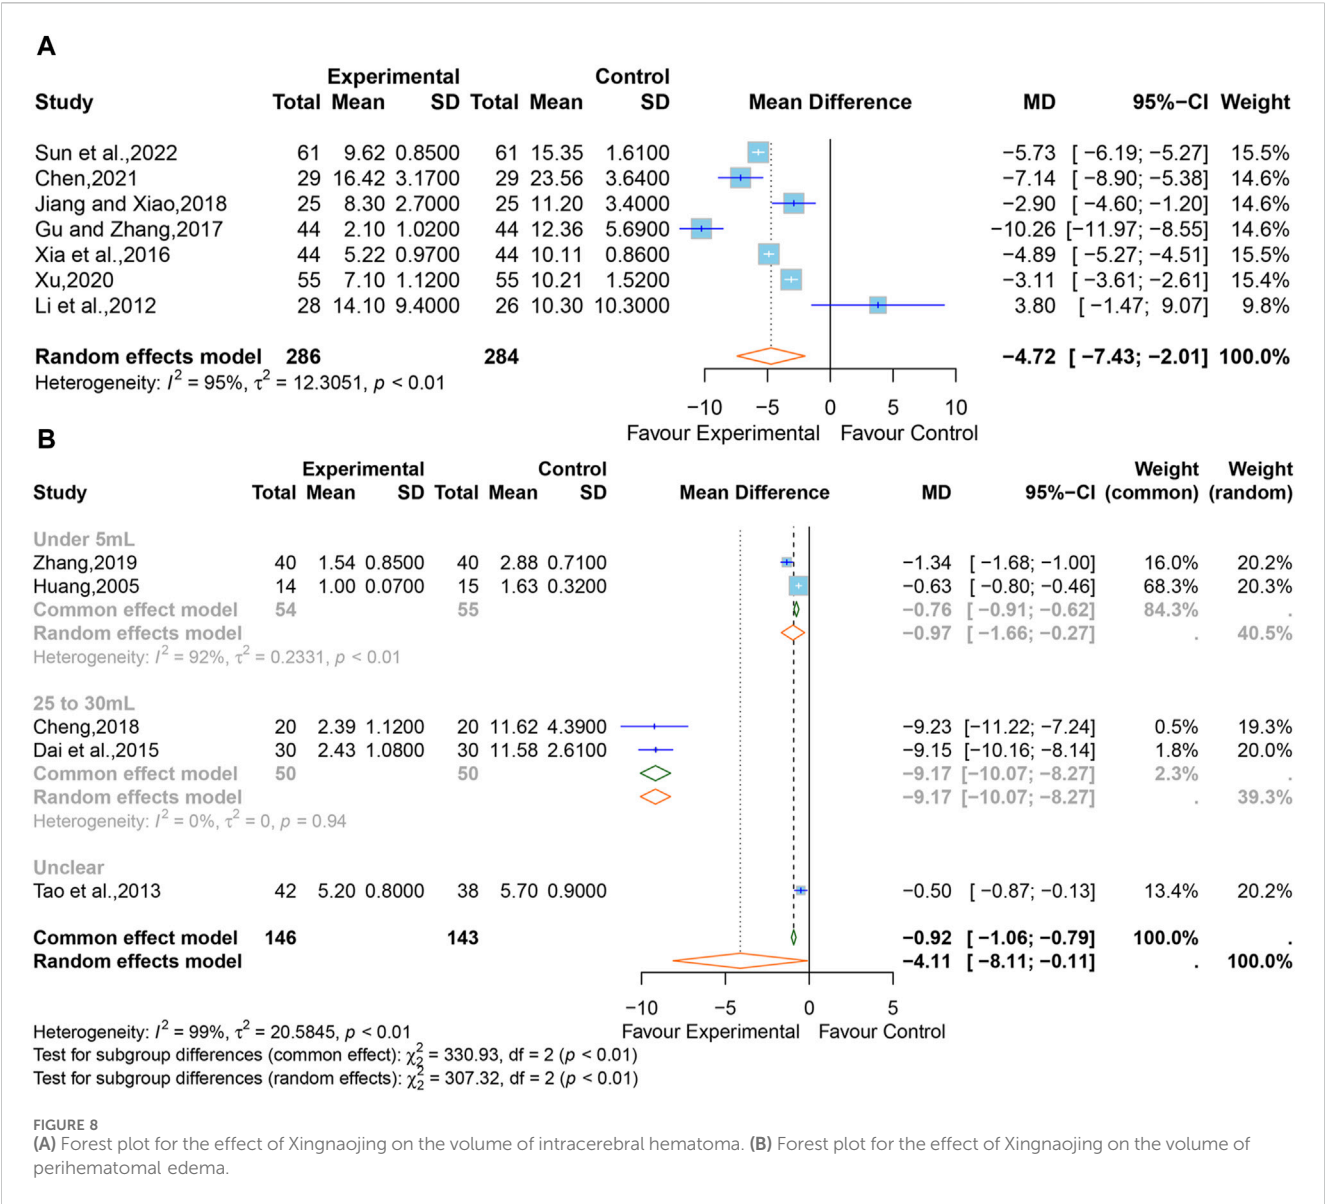 A
Experimental Control
Study Total Mean SD Total Mean SD Mean Difference MD 95%−CI Weight
Sun et al.,2022 61 9.62 0.8500 61 15.35 1.6100 −5.73 [ −6.19; −5.27] 15.5%
Chen,2021 29 16.42 3.1700 29 23.56 3.6400 −7.14 [ −8.90; −5.38] 14.6%
Jiang and Xiao,2018 25 8.30 2.7000 25 11.20 3.4000 −2.90 [ −4.60; −1.20] 14.6%
Gu and Zhang,2017 44 2.10 1.0200 44 12.36 5.6900 −10.26 [−11.97; −8.55] 14.6%
Xia et al.,2016 44 5.22 0.9700 44 10.11 0.8600 −4.89 [ −5.27; −4.51] 15.5%
Xu,2020 55 7.10 1.1200 55 10.21 1.5200 −3.11 [ −3.61; −2.61] 15.4%
Li et al.,2012 28 14.10 9.4000 26 10.30 10.3000 3.80 [ −1.47; 9.07] 9.8%
Random effects model 286 284 −4.72 [ −7.43; −2.01] 100.0%
Heterogeneity: I² = 95%, τ² = 12.3051, p < 0.01
−10 −5 0 5 10
Favour Experimental Favour Control
B
Experimental Control Weight Weight
Study Total Mean SD Total Mean SD Mean Difference MD 95%−CI (common) (random)
Under 5mL
Zhang,2019 40 1.54 0.8500 40 2.88 0.7100 −1.34 [ −1.68; −1.00] 16.0% 20.2%
Huang,2005 14 1.00 0.0700 15 1.63 0.3200 −0.63 [ −0.80; −0.46] 68.3% 20.3%
Common effect model 54 55 −0.76 [ −0.91; −0.62] 84.3% .
Random effects model −0.97 [ −1.66; −0.27] . 40.5%
Heterogeneity: I² = 92%, τ² = 0.2331, p < 0.01
25 to 30mL
Cheng,2018 20 2.39 1.1200 20 11.62 4.3900 −9.23 [−11.22; −7.24] 0.5% 19.3%
Dai et al.,2015 30 2.43 1.0800 30 11.58 2.6100 −9.15 [−10.16; −8.14] 1.8% 20.0%
Common effect model 50 50 −9.17 [−10.07; −8.27] 2.3% .
Random effects model −9.17 [−10.07; −8.27] . 39.3%
Heterogeneity: I² = 0%, τ² = 0, p = 0.94
Unclear
Tao et al.,2013 42 5.20 0.8000 38 5.70 0.9000 −0.50 [ −0.87; −0.13] 13.4% 20.2%
Common effect model 146 143 −0.92 [ −1.06; −0.79] 100.0% .
Random effects model −4.11 [ −8.11; −0.11] . 100.0%
−10 −5 0 5
Heterogeneity: I² = 99%, τ² = 20.5845, p < 0.01 Favour Experimental Favour Control
Test for subgroup differences (common effect): χ²₂ = 330.93, df = 2 (p < 0.01)
Test for subgroup differences (random effects): χ²₂ = 307.32, df = 2 (p < 0.01)
FIGURE 8
(A) Forest plot for the effect of Xingnaojing on the volume of intracerebral hematoma. (B) Forest plot for the effect of Xingnaojing on the volume of
perihematomal edema.